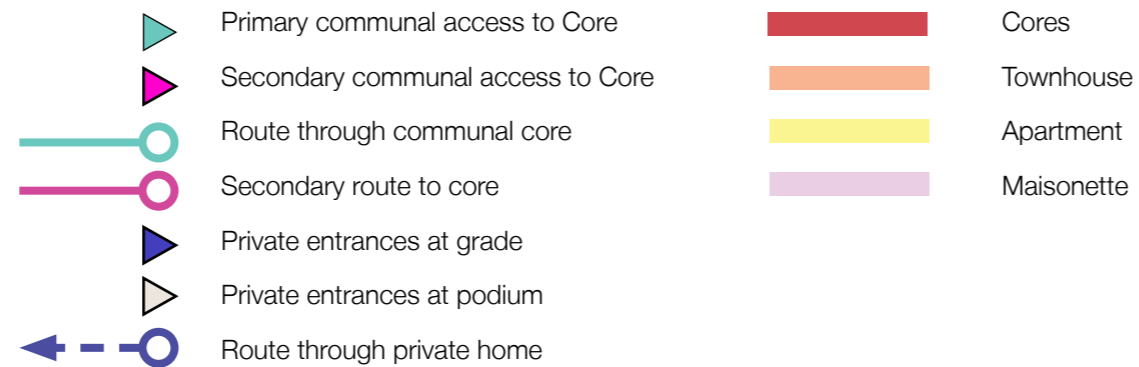 Primary communal access to Core
Secondary communal access to Core
Route through communal core
Secondary route to core
Private entrances at grade
Private entrances at podium
Route through private home
Cores
Townhouse
Apartment
Maisonette